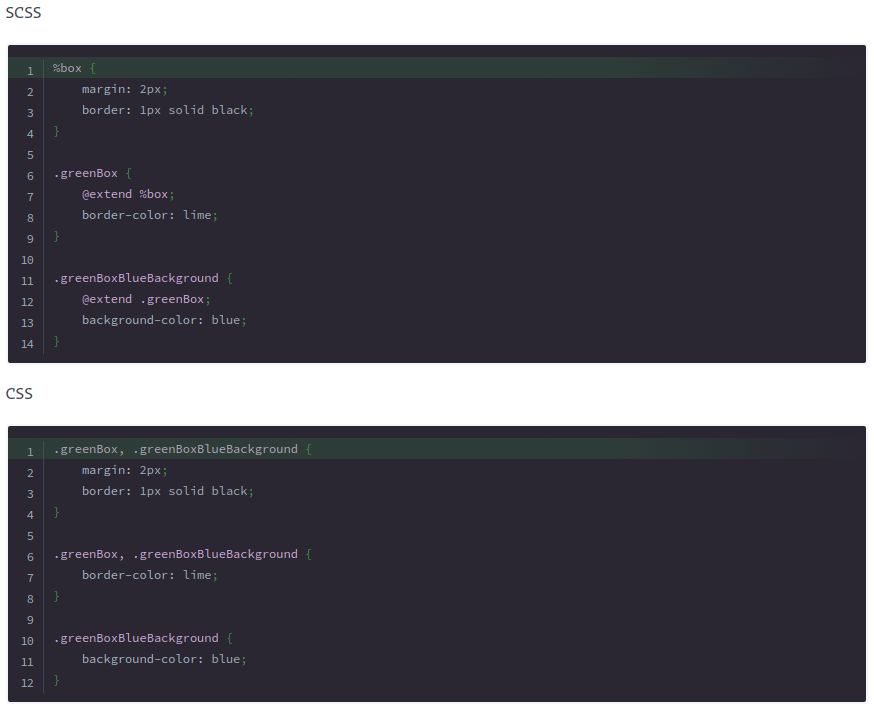 SCSS
1 %box {
2     margin: 2px;
3     border: 1px solid black;
4 }
5
6 .greenBox {
7     @extend %box;
8     border-color: lime;
9 }
10
11 .greenBoxBlueBackground {
12     @extend .greenBox;
13     background-color: blue;
14 }
CSS
1 .greenBox, .greenBoxBlueBackground {
2     margin: 2px;
3     border: 1px solid black;
4 }
5
6 .greenBox, .greenBoxBlueBackground {
7     border-color: lime;
8 }
9
10 .greenBoxBlueBackground {
11     background-color: blue;
12 }